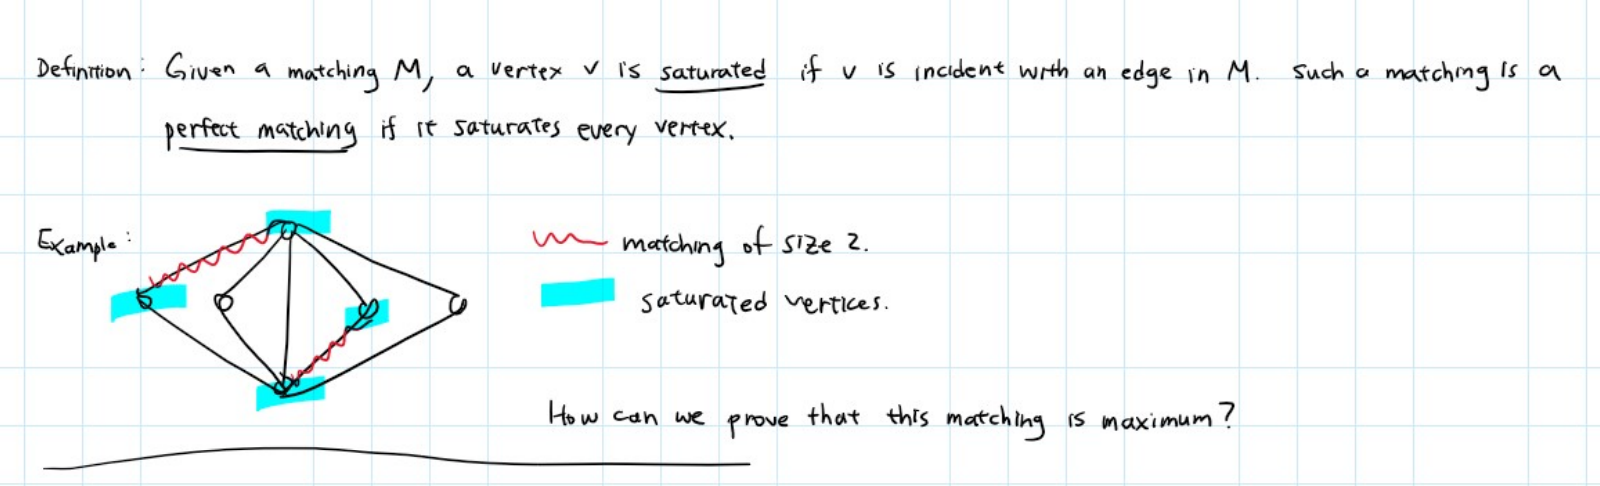 Definition: Given a matching M, a vertex v is saturated if v is incident with an edge in M. Such a matching is a
perfect matching if it saturates every vertex.
Example:
matching of size 2.
saturated vertices.
How can we prove that this matching is maximum?